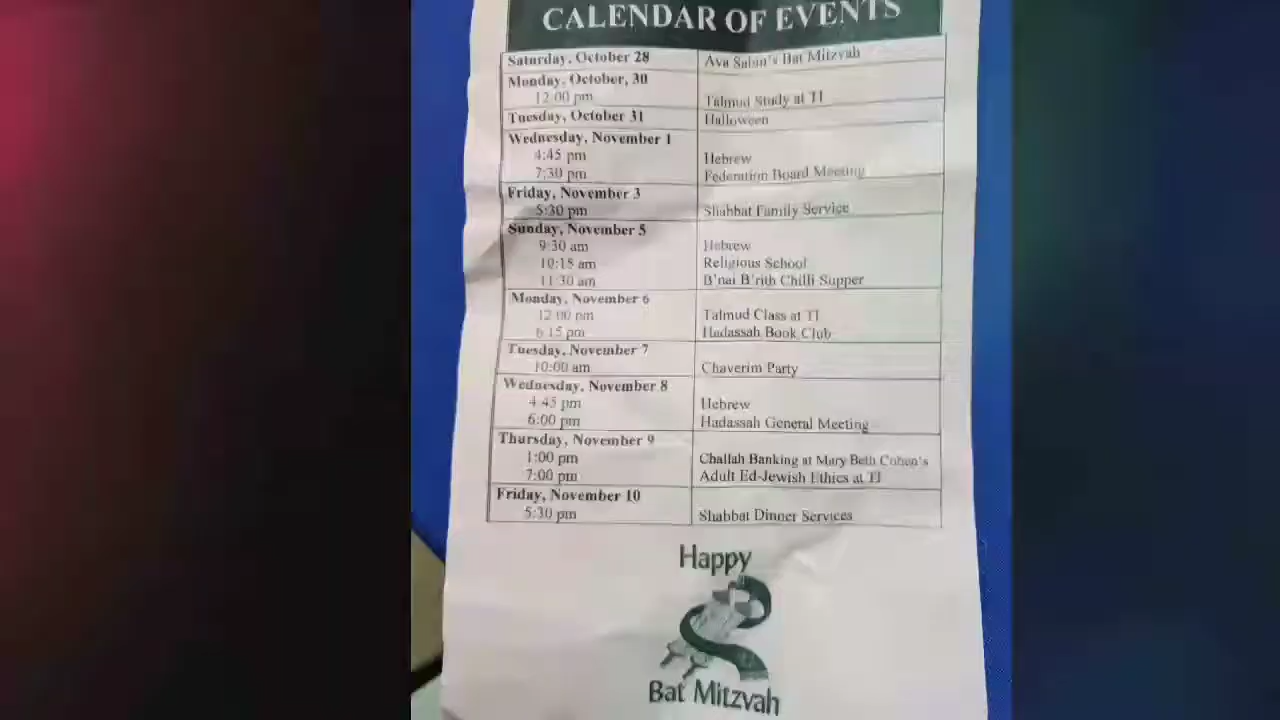 CALENDAR OF EVENTS
Saturday, October 28 Ava Sabin's Bat Mitzvah
Monday, October, 30
12:00 pm Talmud Study at TI
Tuesday, October 31 Halloween
Wednesday, November 1
4:45 pm Hebrew
7:30 pm Federation Board Meeting
Friday, November 3
5:30 pm Shabbat Family Service
Sunday, November 5
9:30 am Hebrew
10:15 am Religious School
11:30 am B'nai B'rith Chilli Supper
Monday, November 6
12:00 pm Talmud Class at TI
6:15 pm Hadassah Book Club
Tuesday, November 7
10:00 am Chaverim Party
Wednesday, November 8
4:45 pm Hebrew
6:00 pm Hadassah General Meeting
Thursday, November 9
1:00 pm Challah Banking at Mary Beth Cohen's
7:00 pm Adult Ed-Jewish Ethics at TI
Friday, November 10
5:30 pm Shabbat Dinner Services
Happy
Bat Mitzvah